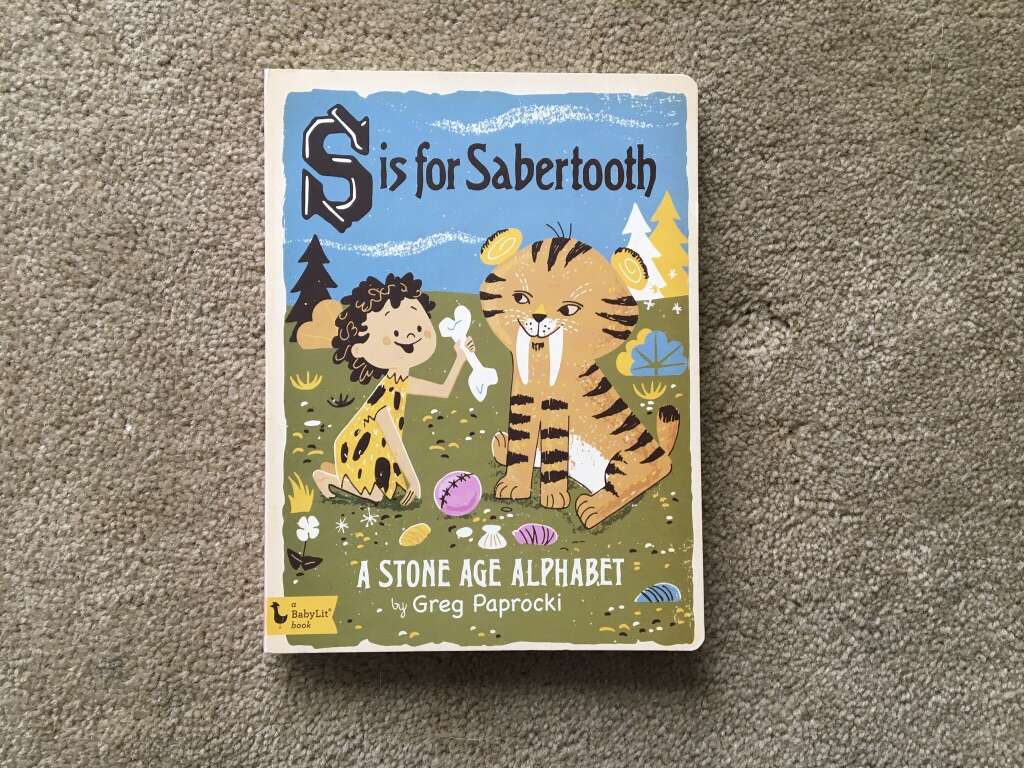 S is for Sabertooth
A STONE AGE ALPHABET
by Greg Paprocki
a
BabyLit®
book